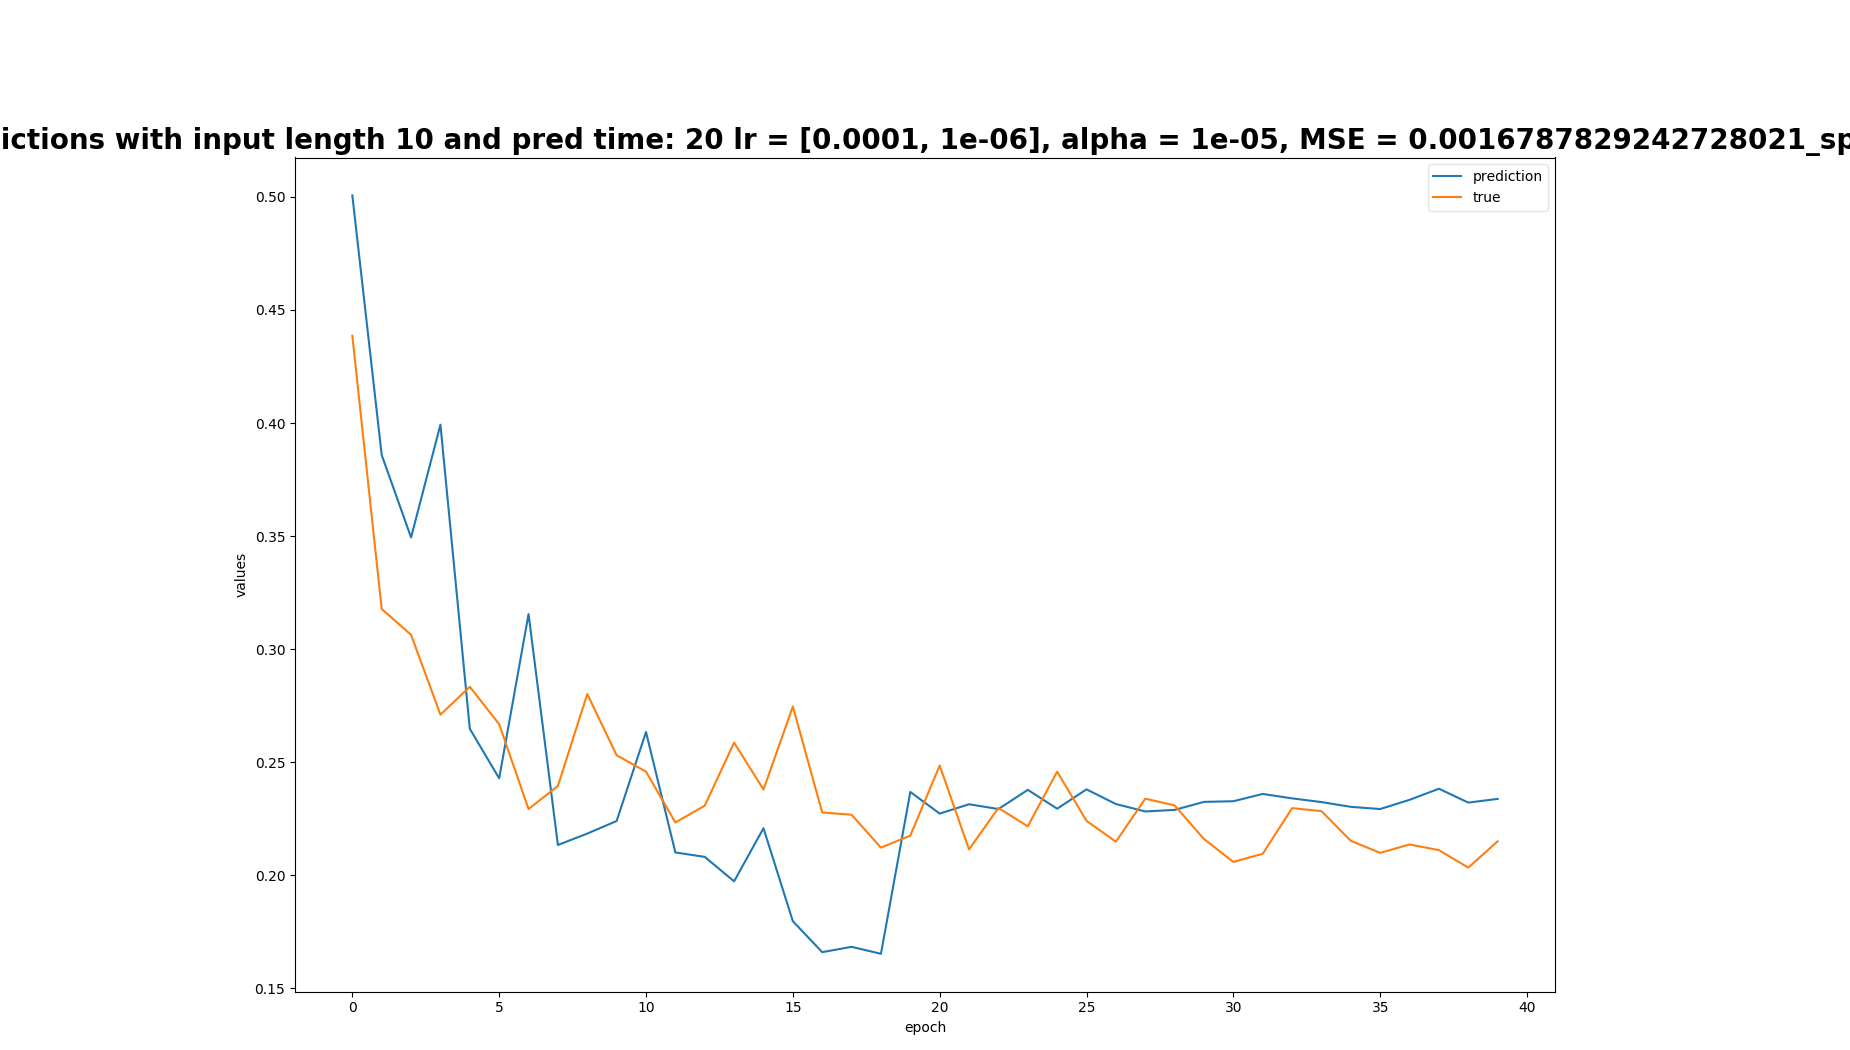 ictions with input length 10 and pred time: 20 lr = [0.0001, 1e-06], alpha = 1e-05, MSE = 0.0016787829242728021_sp
prediction
true
0.50
0.45
0.40
0.35
0.30
0.25
0.20
0.15
values
0 5 10 15 20 25 30 35 40
epoch